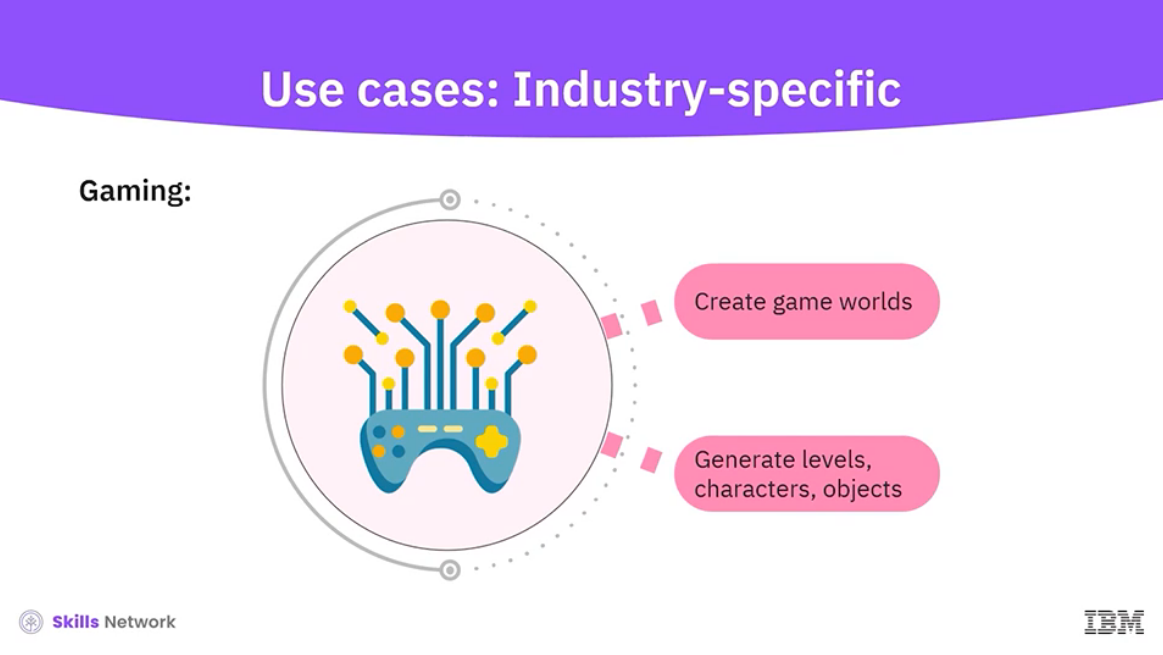 Use cases: Industry-specific
Gaming:
Create game worlds
Generate levels,
characters, objects
Skills Network
IBM